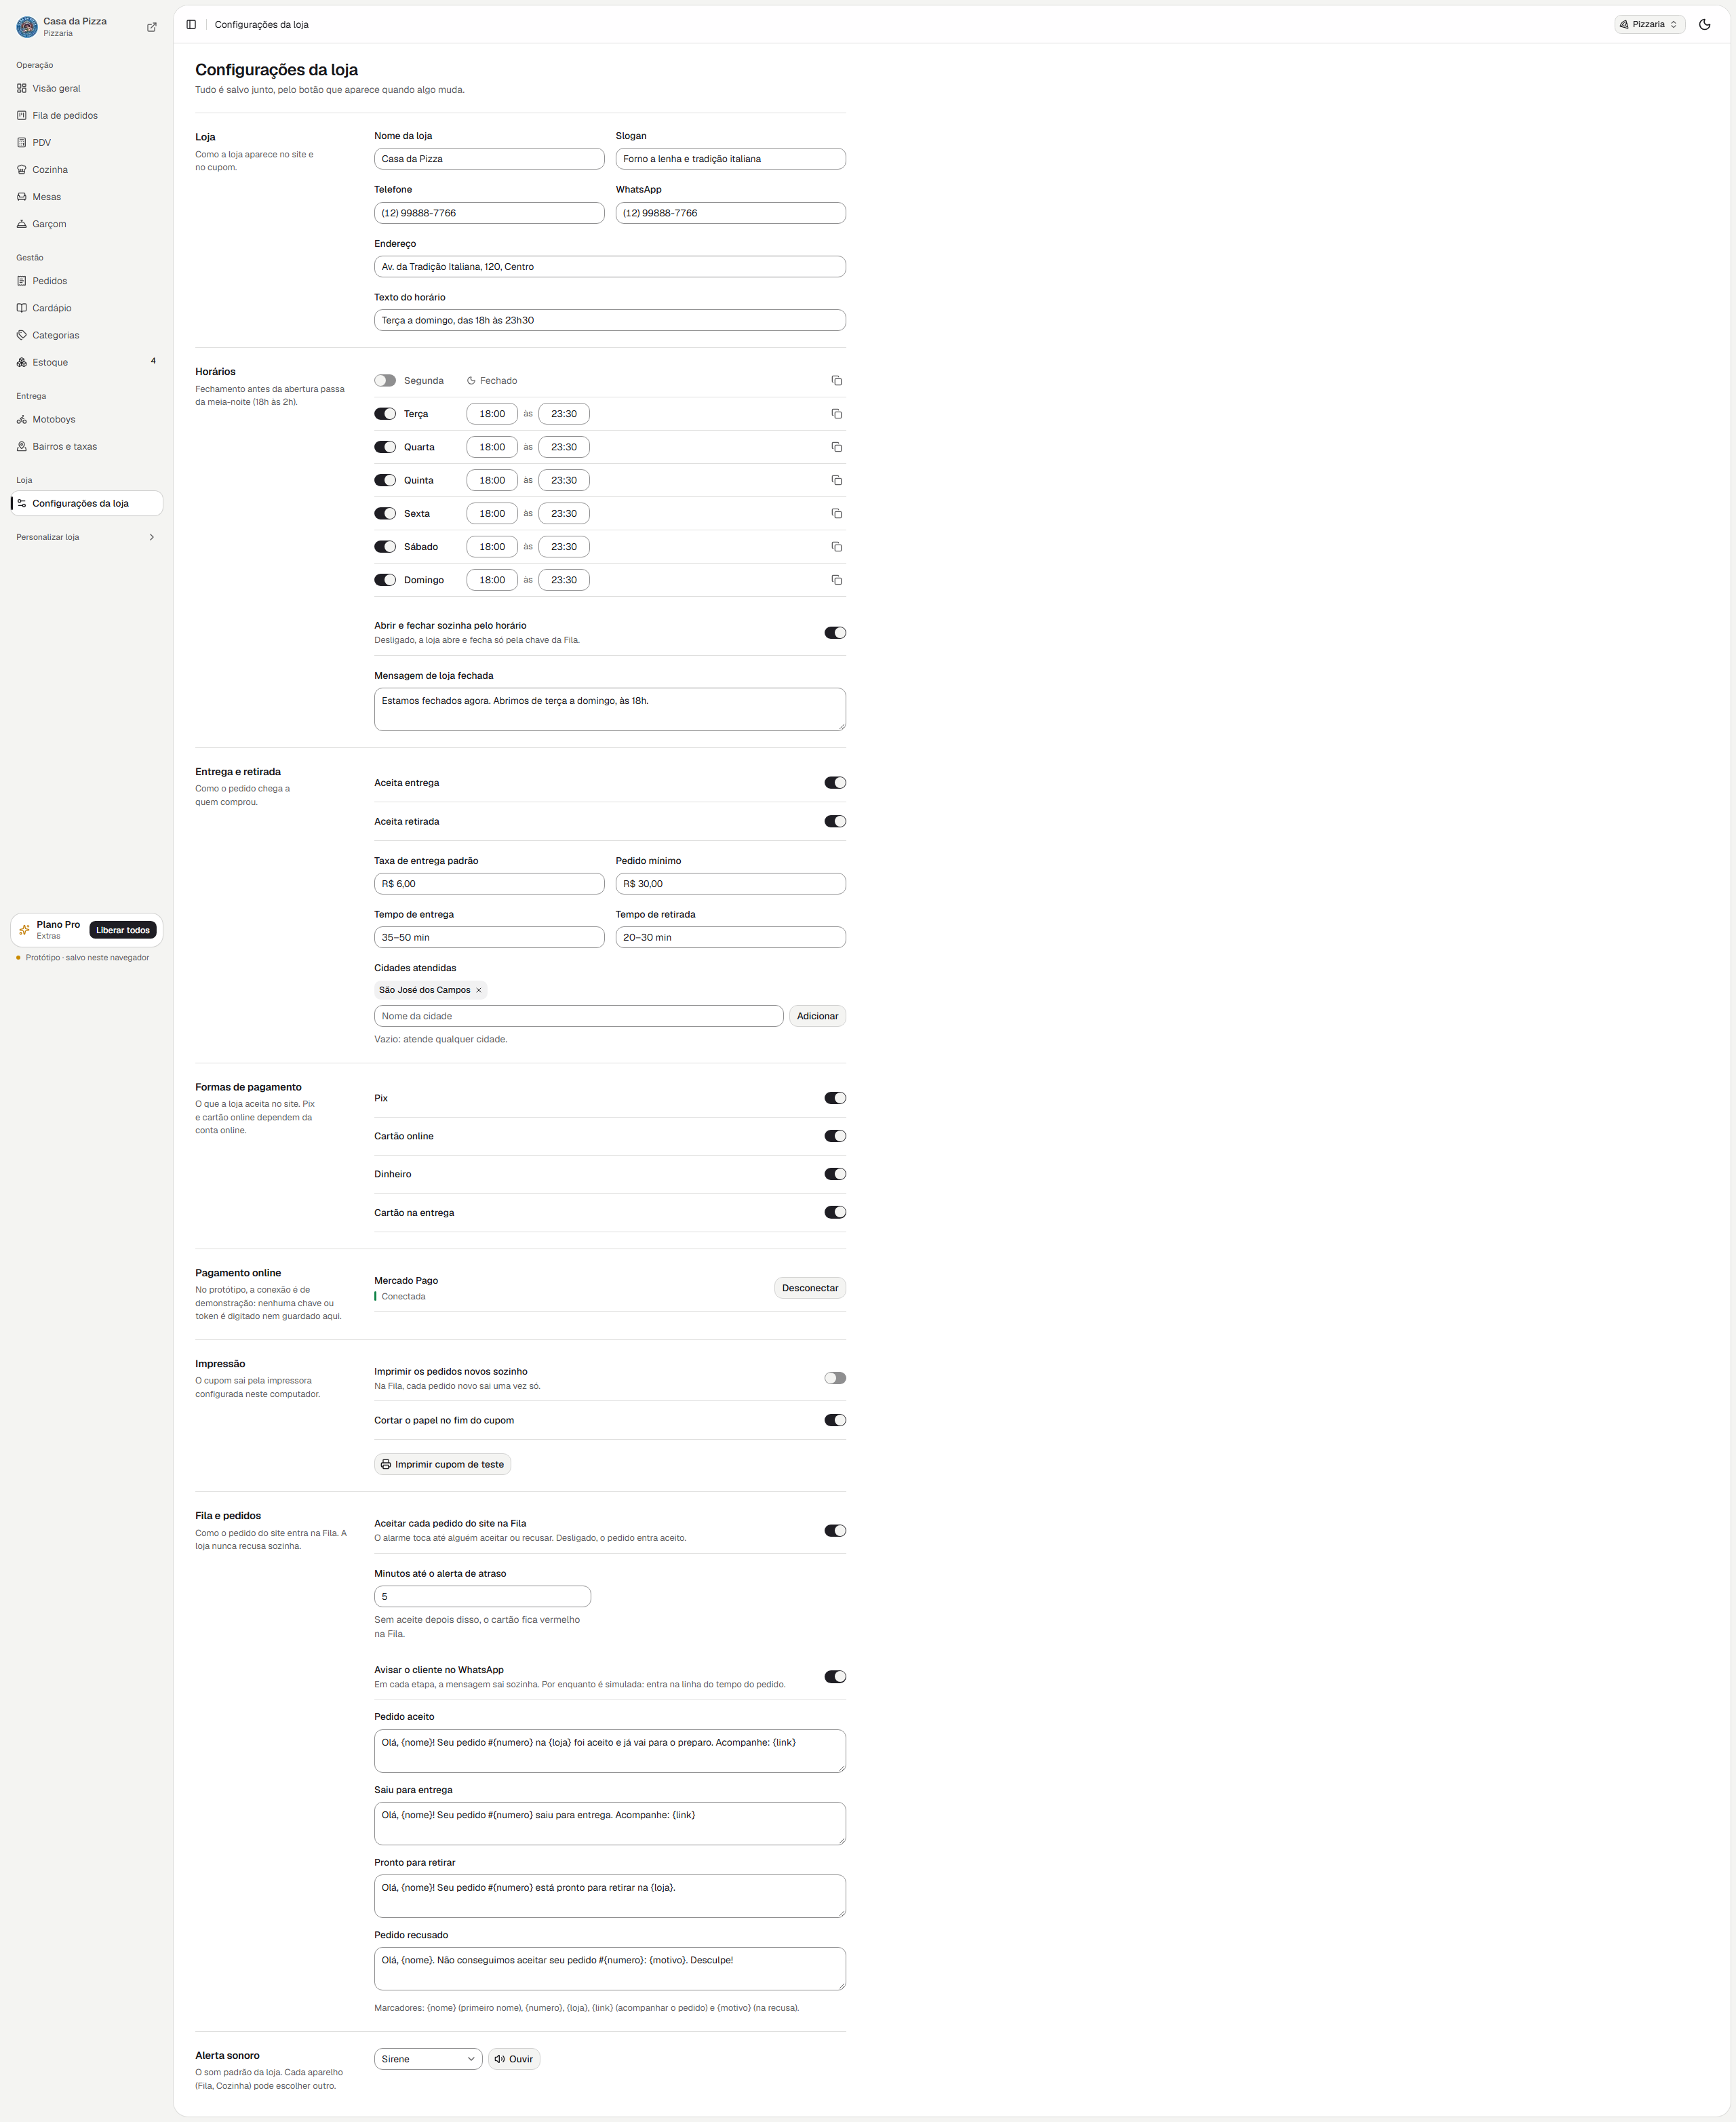 Casa da Pizza
Pizzaria
Operação
Visão geral
Fila de pedidos
PDV
Cozinha
Mesas
Garçom
Gestão
Pedidos
Cardápio
Categorias
Estoque 4
Entrega
Motoboys
Bairros e taxas
Loja
Configurações da loja
Personalizar loja
Plano Pro
Extras
Liberar todos
Protótipo · salvo neste navegador
Configurações da loja
Pizzaria
Configurações da loja
Tudo é salvo junto, pelo botão que aparece quando algo muda.
Loja
Como a loja aparece no site e
no cupom.
Nome da loja
Casa da Pizza
Slogan
Forno a lenha e tradição italiana
Telefone
(12) 99888-7766
WhatsApp
(12) 99888-7766
Endereço
Av. da Tradição Italiana, 120, Centro
Texto do horário
Terça a domingo, das 18h às 23h30
Horários
Fechamento antes da abertura passa
da meia-noite (18h às 2h).
Segunda Fechado
Terça 18:00 às 23:30
Quarta 18:00 às 23:30
Quinta 18:00 às 23:30
Sexta 18:00 às 23:30
Sábado 18:00 às 23:30
Domingo 18:00 às 23:30
Abrir e fechar sozinha pelo horário
Desligado, a loja abre e fecha só pela chave da Fila.
Mensagem de loja fechada
Estamos fechados agora. Abrimos de terça a domingo, às 18h.
Entrega e retirada
Como o pedido chega a
quem comprou.
Aceita entrega
Aceita retirada
Taxa de entrega padrão
R$ 6,00
Pedido mínimo
R$ 30,00
Tempo de entrega
35–50 min
Tempo de retirada
20–30 min
Cidades atendidas
São José dos Campos ×
Nome da cidade
Adicionar
Vazio: atende qualquer cidade.
Formas de pagamento
O que a loja aceita no site. Pix
e cartão online dependem da
conta online.
Pix
Cartão online
Dinheiro
Cartão na entrega
Pagamento online
No protótipo, a conexão é de
demonstração: nenhuma chave ou
token é digitado nem guardado aqui.
Mercado Pago
Conectada
Desconectar
Impressão
O cupom sai pela impressora
configurada neste computador.
Imprimir os pedidos novos sozinho
Na Fila, cada pedido novo sai uma vez só.
Cortar o papel no fim do cupom
Imprimir cupom de teste
Fila e pedidos
Como o pedido do site entra na Fila. A
loja nunca recusa sozinha.
Aceitar cada pedido do site na Fila
O alarme toca até alguém aceitar ou recusar. Desligado, o pedido entra aceito.
Minutos até o alerta de atraso
5
Sem aceite depois disso, o cartão fica vermelho
na Fila.
Avisar o cliente no WhatsApp
Em cada etapa, a mensagem sai sozinha. Por enquanto é simulada: entra na linha do tempo do pedido.
Pedido aceito
Olá, {nome}! Seu pedido #{numero} na {loja} foi aceito e já vai para o preparo. Acompanhe: {link}
Saiu para entrega
Olá, {nome}! Seu pedido #{numero} saiu para entrega. Acompanhe: {link}
Pronto para retirar
Olá, {nome}! Seu pedido #{numero} está pronto para retirar na {loja}.
Pedido recusado
Olá, {nome}. Não conseguimos aceitar seu pedido #{numero}: {motivo}. Desculpe!
Marcadores: {nome} (primeiro nome), {numero}, {loja}, {link} (acompanhar o pedido) e {motivo} (na recusa).
Alerta sonoro
O som padrão da loja. Cada aparelho
(Fila, Cozinha) pode escolher outro.
Sirene
Ouvir